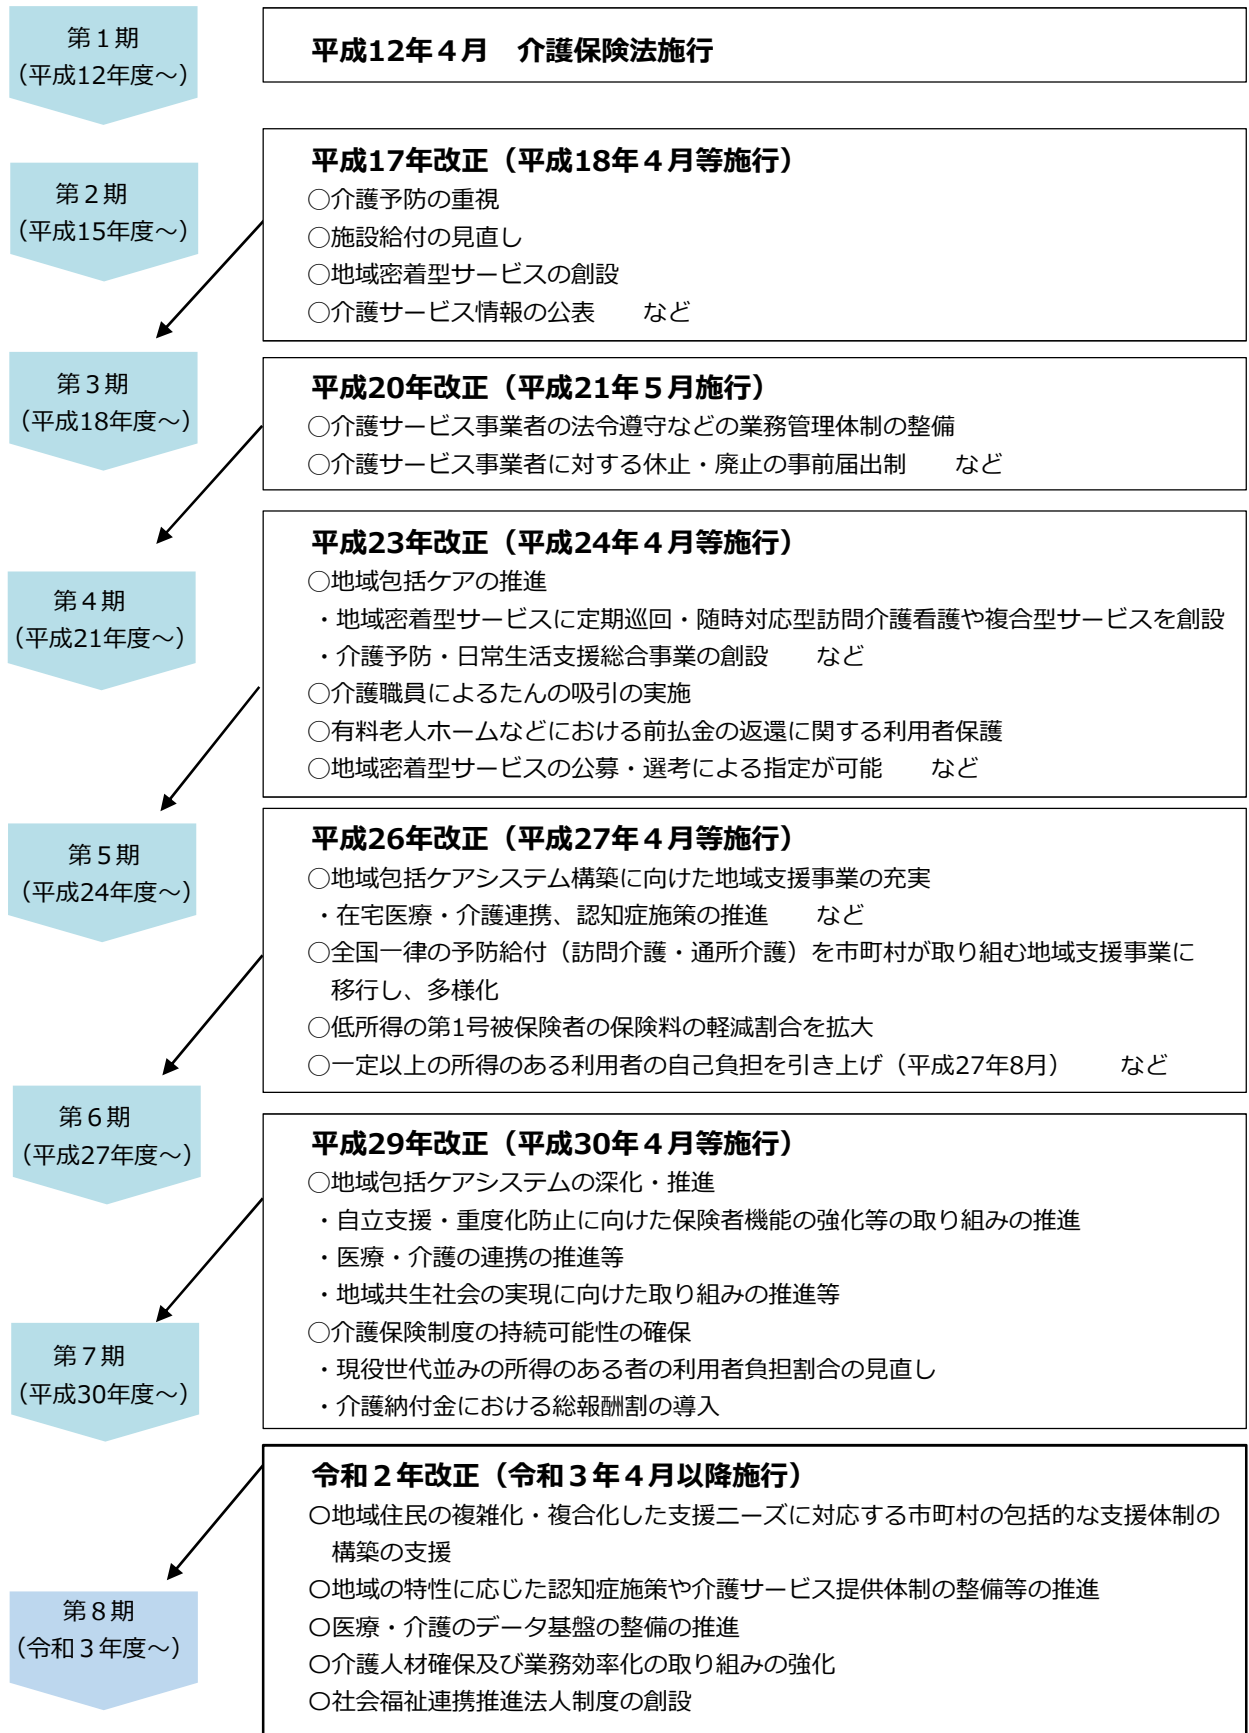 第１期
（平成12年度～）
平成12年４月　介護保険法施行
第２期
（平成15年度～）
平成17年改正（平成18年４月等施行）
○介護予防の重視
○施設給付の見直し
○地域密着型サービスの創設
○介護サービス情報の公表　　など
第３期
（平成18年度～）
平成20年改正（平成21年５月施行）
○介護サービス事業者の法令遵守などの業務管理体制の整備
○介護サービス事業者に対する休止・廃止の事前届出制　　など
第４期
（平成21年度～）
平成23年改正（平成24年４月等施行）
○地域包括ケアの推進
・地域密着型サービスに定期巡回・随時対応型訪問介護看護や複合型サービスを創設
・介護予防・日常生活支援総合事業の創設　　など
○介護職員によるたんの吸引の実施
○有料老人ホームなどにおける前払金の返還に関する利用者保護
○地域密着型サービスの公募・選考による指定が可能　　など
第５期
（平成24年度～）
平成26年改正（平成27年４月等施行）
○地域包括ケアシステム構築に向けた地域支援事業の充実
・在宅医療・介護連携、認知症施策の推進　　など
○全国一律の予防給付（訪問介護・通所介護）を市町村が取り組む地域支援事業に
移行し、多様化
○低所得の第1号被保険者の保険料の軽減割合を拡大
○一定以上の所得のある利用者の自己負担を引き上げ（平成27年8月）　　など
第６期
（平成27年度～）
平成29年改正（平成30年４月等施行）
○地域包括ケアシステムの深化・推進
・自立支援・重度化防止に向けた保険者機能の強化等の取り組みの推進
・医療・介護の連携の推進等
・地域共生社会の実現に向けた取り組みの推進等
○介護保険制度の持続可能性の確保
・現役世代並みの所得のある者の利用者負担割合の見直し
・介護納付金における総報酬割の導入
第７期
（平成30年度～）
令和２年改正（令和３年４月以降施行）
〇地域住民の複雑化・複合化した支援ニーズに対応する市町村の包括的な支援体制の
構築の支援
〇地域の特性に応じた認知症施策や介護サービス提供体制の整備等の推進
〇医療・介護のデータ基盤の整備の推進
〇介護人材確保及び業務効率化の取り組みの強化
〇社会福祉連携推進法人制度の創設
第８期
（令和３年度～）